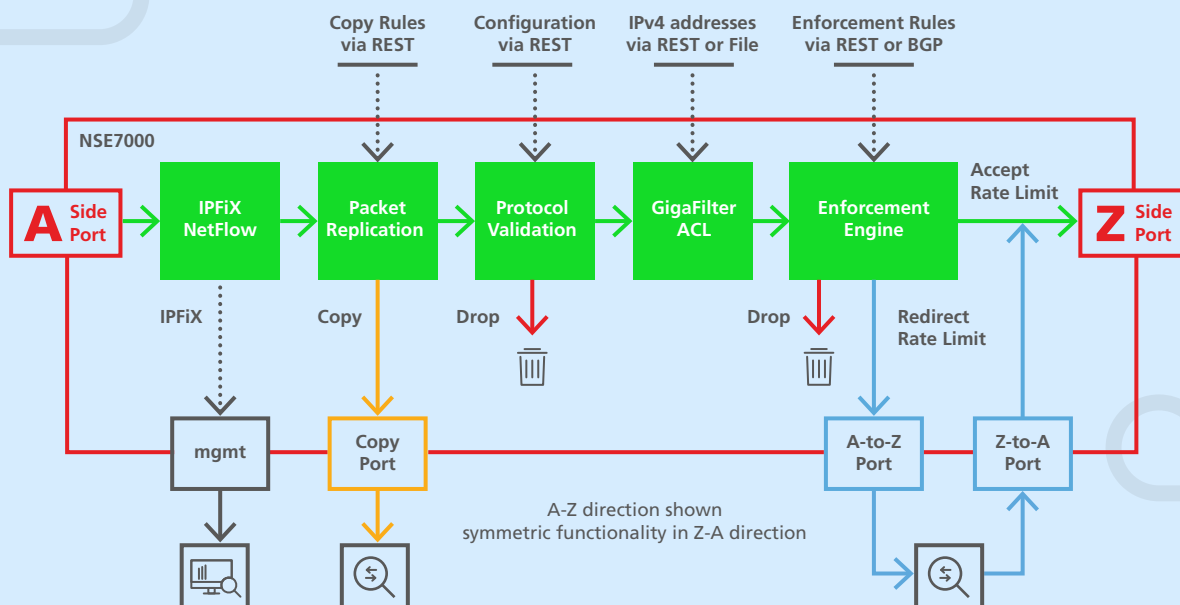 Copy Rules
via REST
Configuration
via REST
IPv4 addresses
via REST or File
Enforcement Rules
via REST or BGP
NSE7000
A Side
Port
IPFiX
NetFlow
Packet
Replication
Protocol
Validation
GigaFilter
ACL
Enforcement
Engine
Accept
Rate Limit
Z Side
Port
IPFiX
Copy
Drop
Drop
Redirect
Rate Limit
mgmt
Copy
Port
A-to-Z
Port
Z-to-A
Port
A-Z direction shown
symmetric functionality in Z-A direction